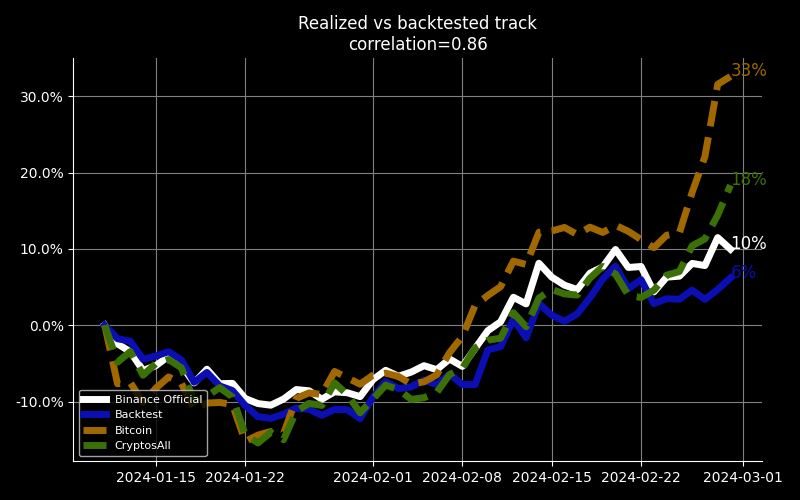 Realized vs backtested track
correlation=0.86
33%
30.0%
20.0%
18%
10.0%
10%
6%
0.0%
-10.0%
Binance Official
Backtest
Bitcoin
CryptosAll
2024-01-15
2024-01-22
2024-02-01
2024-02-08
2024-02-15
2024-02-22
2024-03-01